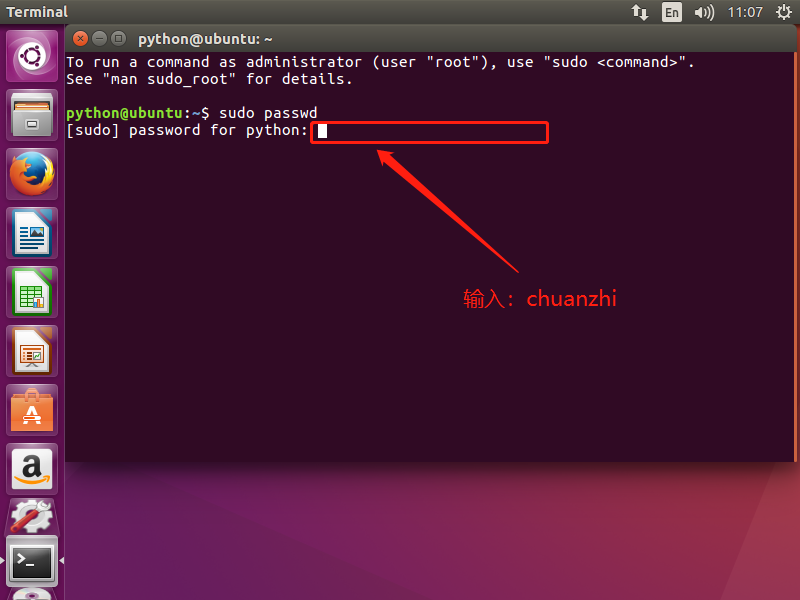 Terminal
En
11:07
python@ubuntu: ~
To run a command as administrator (user "root"), use "sudo <command>".
See "man sudo_root" for details.
python@ubuntu:~$ sudo passwd
[sudo] password for python:
输入：chuanzhi